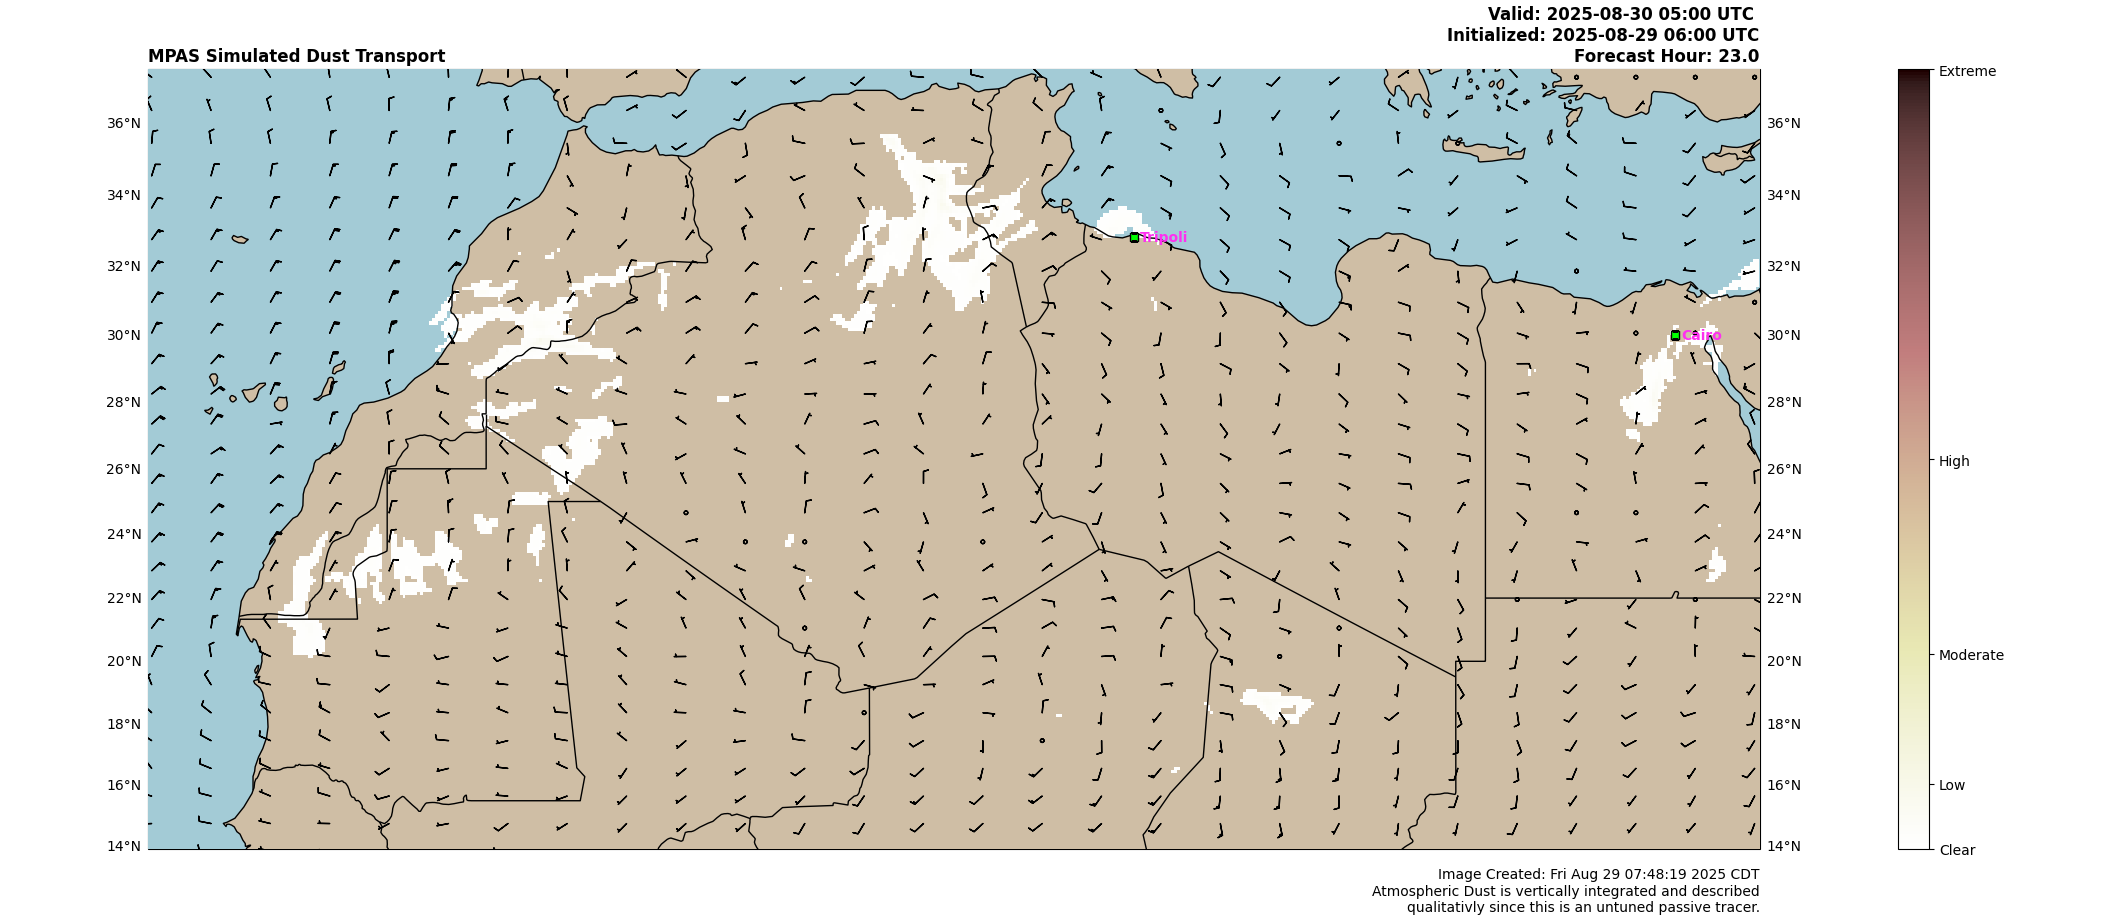 Valid: 2025-08-30 05:00 UTC
Initialized: 2025-08-29 06:00 UTC
MPAS Simulated Dust Transport
Forecast Hour: 23.0
Extreme
36°N
36°N
34°N
34°N
Tripoli
32°N
32°N
30°N
Cairo
30°N
28°N
28°N
26°N
26°N
High
24°N
24°N
22°N
22°N
20°N
20°N
Moderate
18°N
18°N
16°N
16°N
Low
14°N
14°N
Clear
Image Created: Fri Aug 29 07:48:19 2025 CDT
Atmospheric Dust is vertically integrated and described
qualitativly since this is an untuned passive tracer.